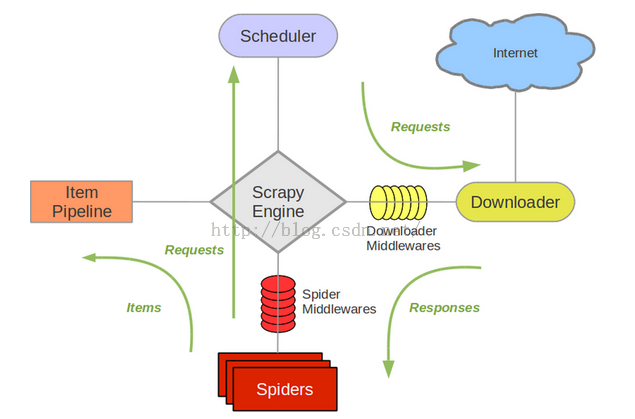 Scheduler
Internet
Requests
Item
Pipeline
Scrapy
Engine
Downloader
http://blog.csdn.net/
Downloader
Middlewares
Requests
Spider
Middlewares
Items
Responses
Spiders